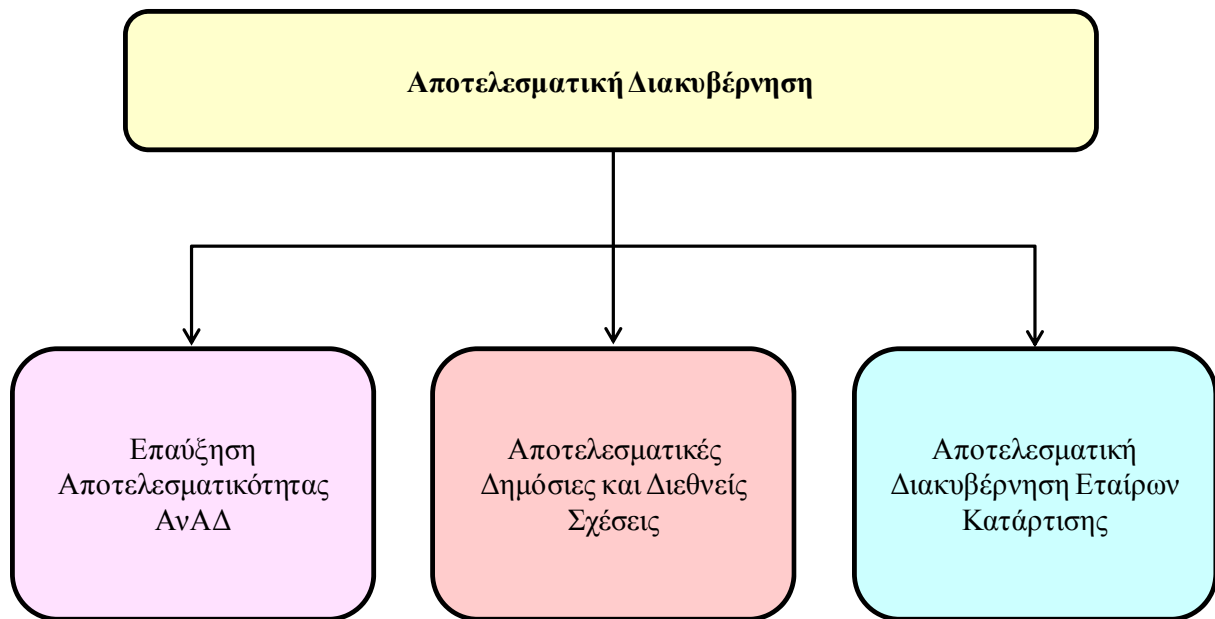 Αποτελεσματική Διακυβέρνηση
Επαύξηση
Αποτελεσματικότητας
ΑνΑΔ
Αποτελεσματικές
Δημόσιες και Διεθνείς
Σχέσεις
Αποτελεσματική
Διακυβέρνηση Εταίρων
Κατάρτισης